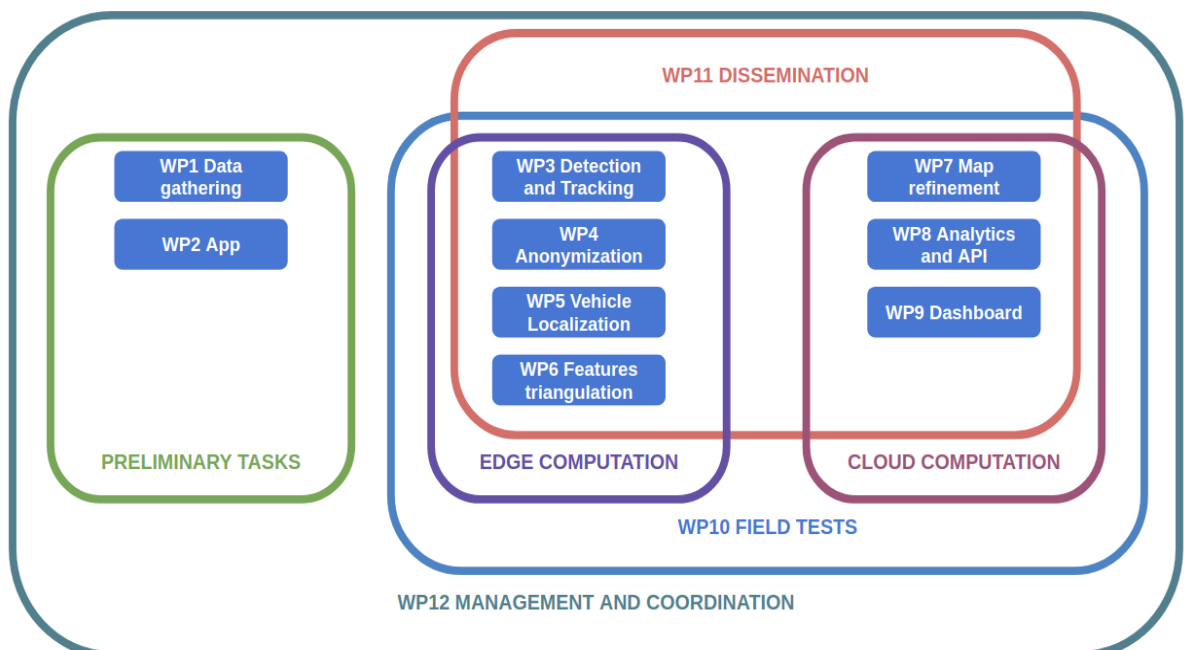 WP11 DISSEMINATION
WP1 Data
gathering
WP2 App
PRELIMINARY TASKS
WP3 Detection
and Tracking
WP4
Anonymization
WP5 Vehicle
Localization
WP6 Features
triangulation
EDGE COMPUTATION
WP7 Map
refinement
WP8 Analytics
and API
WP9 Dashboard
CLOUD COMPUTATION
WP10 FIELD TESTS
WP12 MANAGEMENT AND COORDINATION